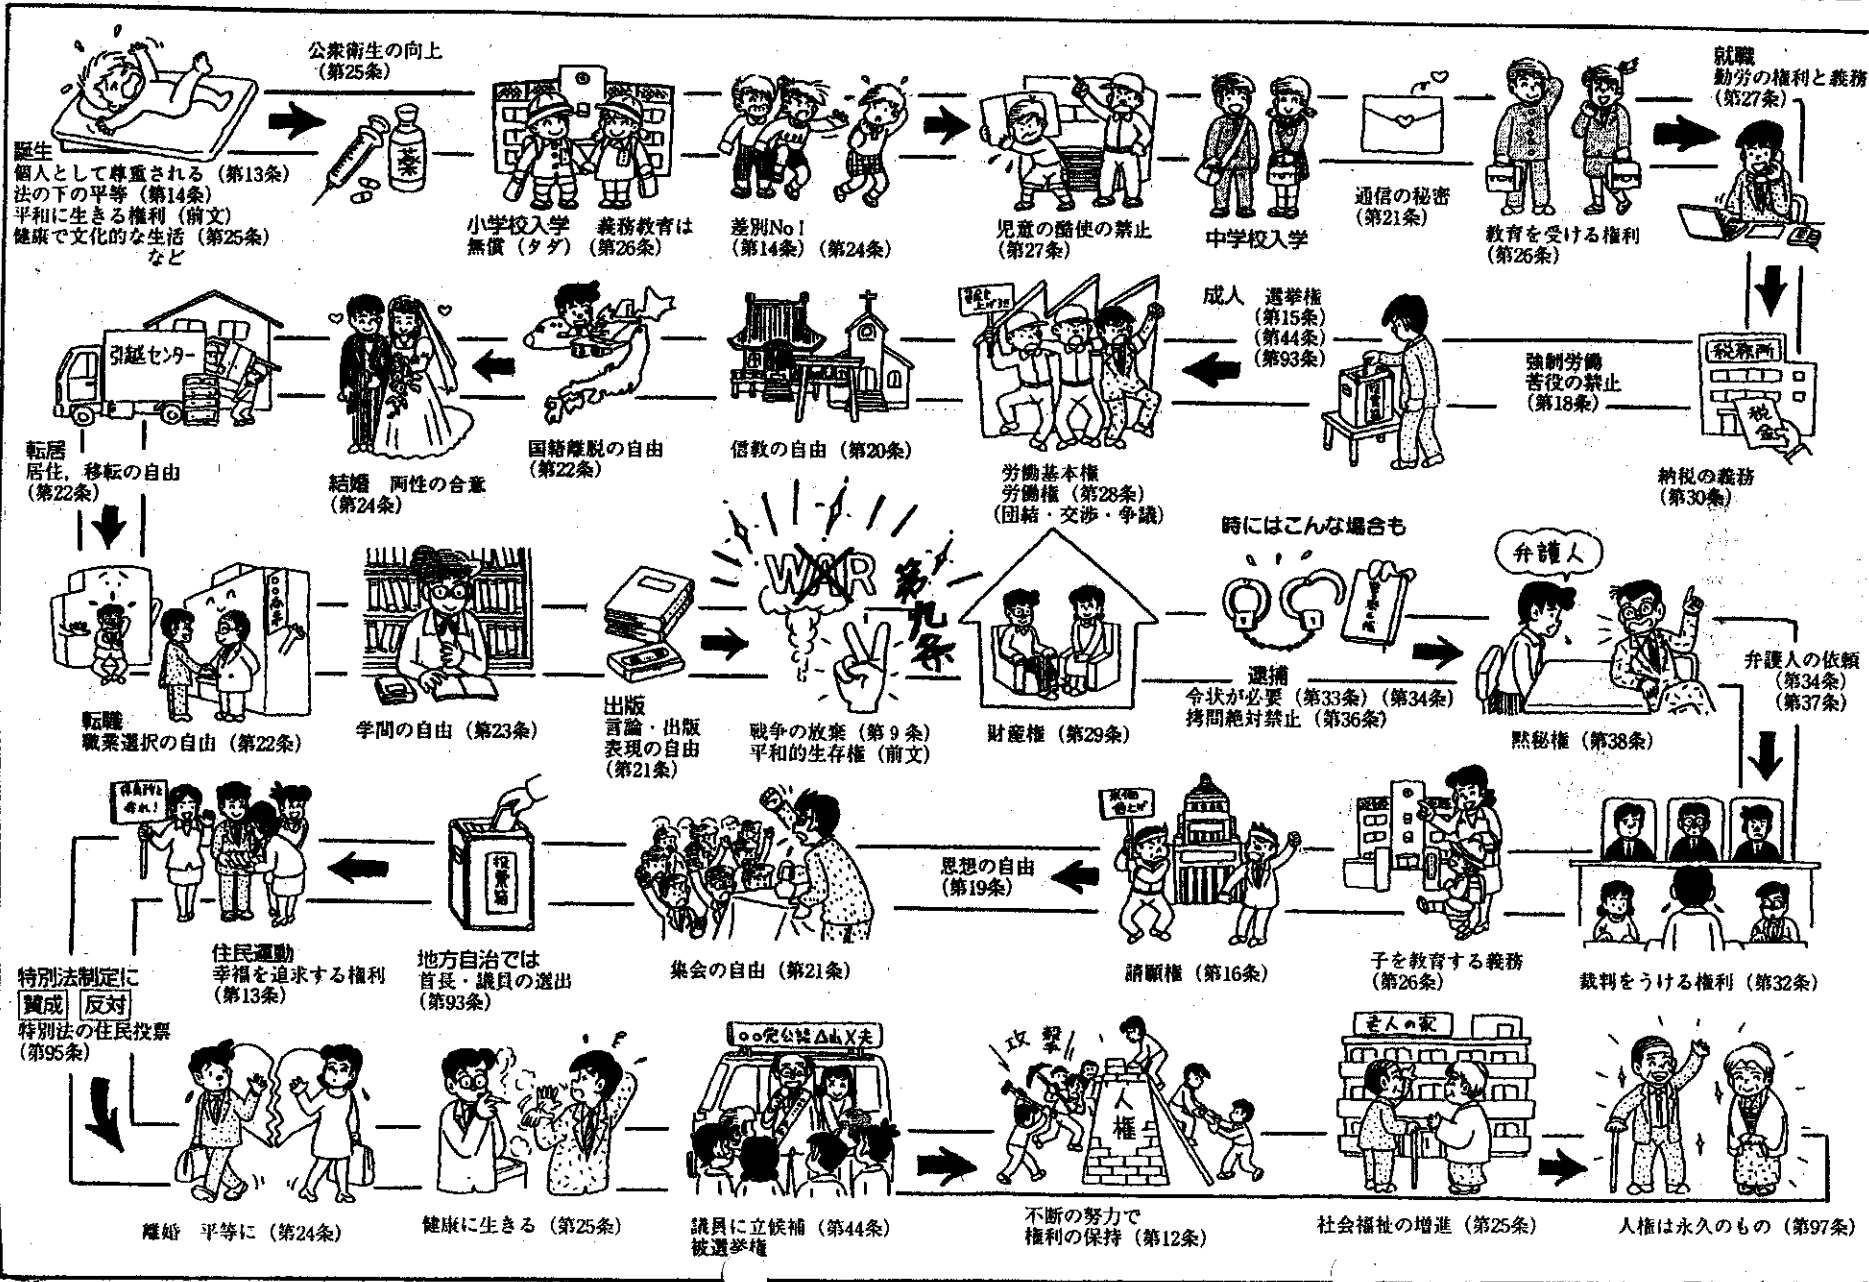 公衆衛生の向上
(第25条)
薬
誕生
個人として尊重される (第13条)
法の下の平等 (第14条)
平和に生きる権利 (前文)
健康で文化的な生活 (第25条)
など
小学校入学 義務教育は
無償 (タダ) (第26条)
差別No!
(第14条) (第24条)
児童の酷使の禁止
(第27条)
中学校入学
通信の秘密
(第21条)
教育を受ける権利
(第26条)
就職
勤労の権利と義務
(第27条)
税務所
税金
納税の義務
(第30条)
強制労働
苦役の禁止
(第18条)
成人 選挙権
(第15条)
(第44条)
(第93条)
投票箱
労働基本権
労働権 (第28条)
(団結・交渉・争議)
信教の自由 (第20条)
国籍離脱の自由
(第22条)
結婚 両性の合意
(第24条)
引越センター
転居
居住, 移転の自由
(第22条)
転職
職業選択の自由 (第22条)
学問の自由 (第23条)
出版
言論・出版
表現の自由
(第21条)
WAR
第九条
戦争の放棄 (第9条)
平和的生存権 (前文)
財産権 (第29条)
時にはこんな場合も
逮捕
令状が必要 (第33条) (第34条)
拷問絶対禁止 (第36条)
弁護人
黙秘権 (第38条)
弁護人の依頼
(第34条)
(第37条)
裁判をうける権利 (第32条)
子を教育する義務
(第26条)
請願権 (第16条)
思想の自由
(第19条)
集会の自由 (第21条)
投票箱
地方自治では
首長・議員の選出
(第93条)
保育所を
作れ!
住民運動
幸福を追求する権利
(第13条)
特別法制定に
賛成 反対
特別法の住民投票
(第95条)
離婚 平等に (第24条)
健康に生きる (第25条)
○○党公認△山×夫
議員に立候補 (第44条)
被選挙権
攻撃!!
人権
不断の努力で
権利の保持 (第12条)
老人の家
社会福祉の増進 (第25条)
人権は永久のもの (第97条)